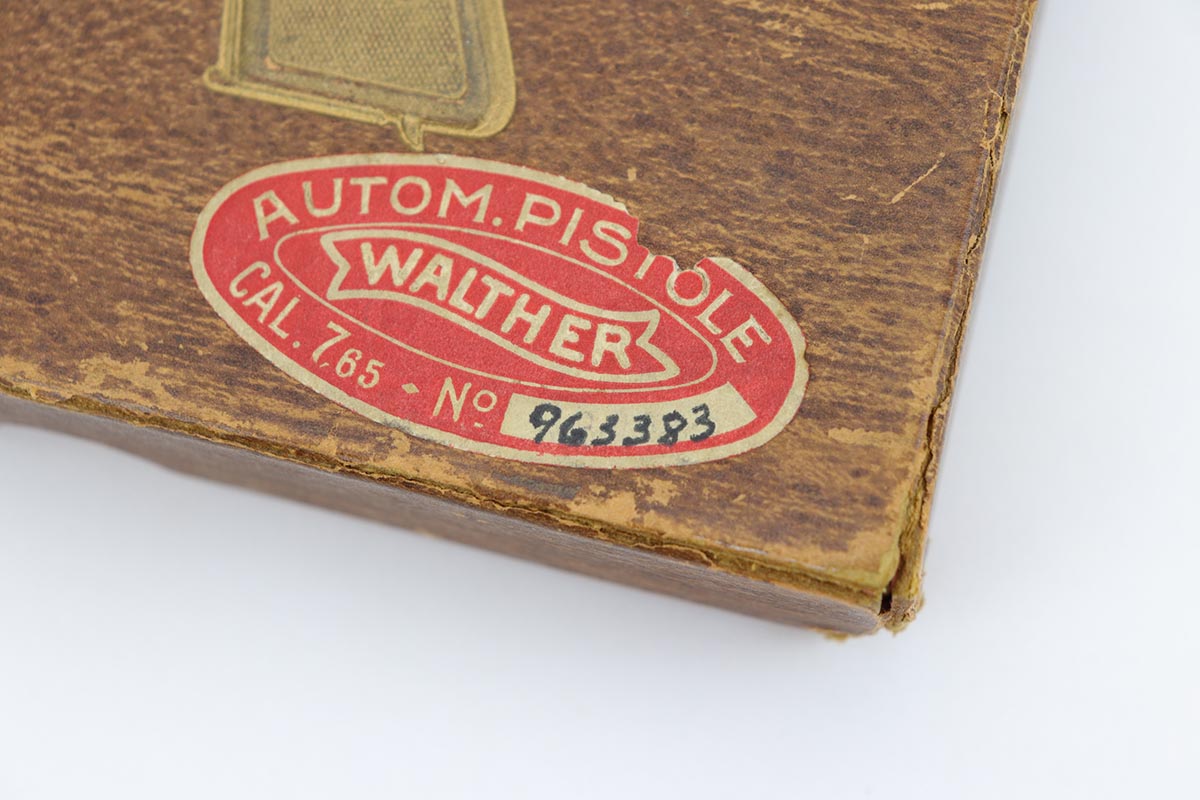 AUTOM. PISTOLE
WALTHER
CAL. 7,65 ⬥ No 963383